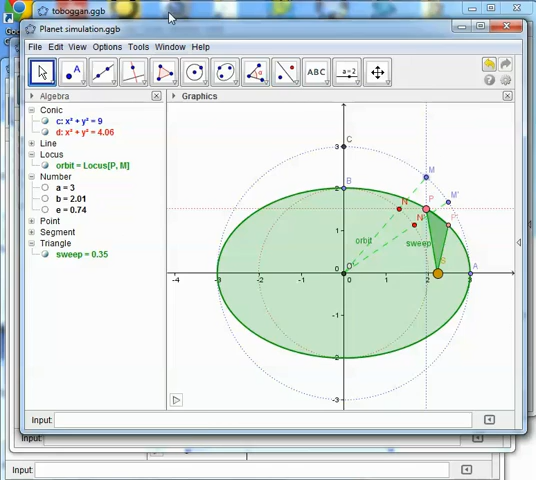 toboggan.ggb
Goo
Planet simulation.ggb
File Edit View Options Tools Window Help
ABC
a=2
Algebra
Graphics
Conic
c: x² + y² = 9
d: x² + y² = 4.06
Line
Locus
orbit = Locus[P, M]
Number
a = 3
b = 2.01
e = 0.74
Point
Segment
Triangle
sweep = 0.35
3
C
M
M'
2
B
N
P
N'
P'
1
orbit
sweep
0
O
S
A
-4
-3
-2
-1
0
1
2
3
-1
-2
-3
Input:
Input:
Input: